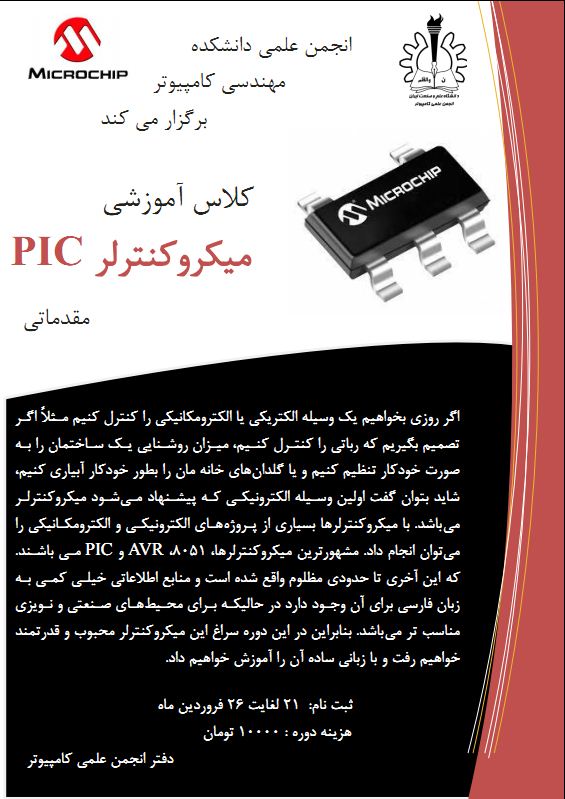 MICROCHIP
انجمن علمی دانشکده
مهندسی کامپیوتر
برگزار می کند
ن والقلم
دانشگاه علم و صنعت ایران
انجمن علمی کامپیوتر
MICROCHIP
کلاس آموزشی
میکروکنترلر PIC
مقدماتی
اگر روزی بخواهیم یک وسیله الکتریکی یا الکترومکانیکی را کنترل کنیم مثلاً اگر
تصمیم بگیریم که رباتی را کنترل کنیم، میزان روشنایی یک ساختمان را به
صورت خودکار تنظیم کنیم و یا گلدان‌های خانه مان را بطور خودکار آبیاری کنیم،
شاید بتوان گفت اولین وسیله الکترونیکی که پیشنهاد می‌شود میکروکنترلر
می‌باشد. با میکروکنترلرها بسیاری از پروژه‌های الکترونیکی و الکترومکانیکی را
می‌توان انجام داد. مشهورترین میکروکنترلرها، ۸۰۵۱، AVR و PIC می باشند.
که این آخری تا حدودی مظلوم واقع شده است و منابع اطلاعاتی خیلی کمی به
زبان فارسی برای آن وجود دارد در حالیکه برای محیط‌های صنعتی و نویزی
مناسب تر می‌باشد. بنابراین در این دوره سراغ این میکروکنترلر محبوب و قدرتمند
خواهیم رفت و با زبانی ساده آن را آموزش خواهیم داد.
ثبت نام: ۲۱ لغایت ۲۶ فروردین ماه
هزینه دوره : ۱۰۰۰۰ تومان
دفتر انجمن علمی کامپیوتر